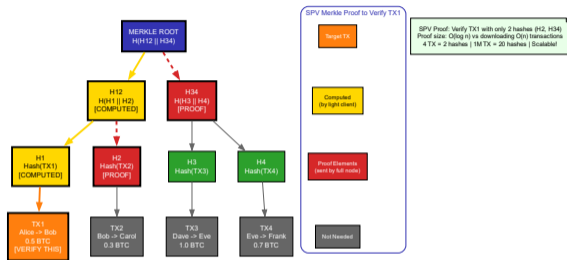 MERKLE ROOT
H(H12 || H34)
H12
H(H1 || H2)
[COMPUTED]
H34
H(H3 || H4)
[PROOF]
H1
Hash(TX1)
[COMPUTED]
H2
Hash(TX2)
[PROOF]
H3
Hash(TX3)
H4
Hash(TX4)
TX1
Alice -> Bob
0.5 BTC
[VERIFY THIS]
TX2
Bob -> Carol
0.3 BTC
TX3
Dave -> Eve
1.0 BTC
TX4
Eve -> Frank
0.7 BTC
SPV Merkle Proof to Verify TX1
Target TX
Computed
(by light client)
Proof Elements
(sent by full node)
Not Needed
SPV Proof: Verify TX1 with only 2 hashes (H2, H34)
Proof size: O(log n) vs downloading O(n) transactions
4 TX = 2 hashes | 1M TX = 20 hashes | Scalable!